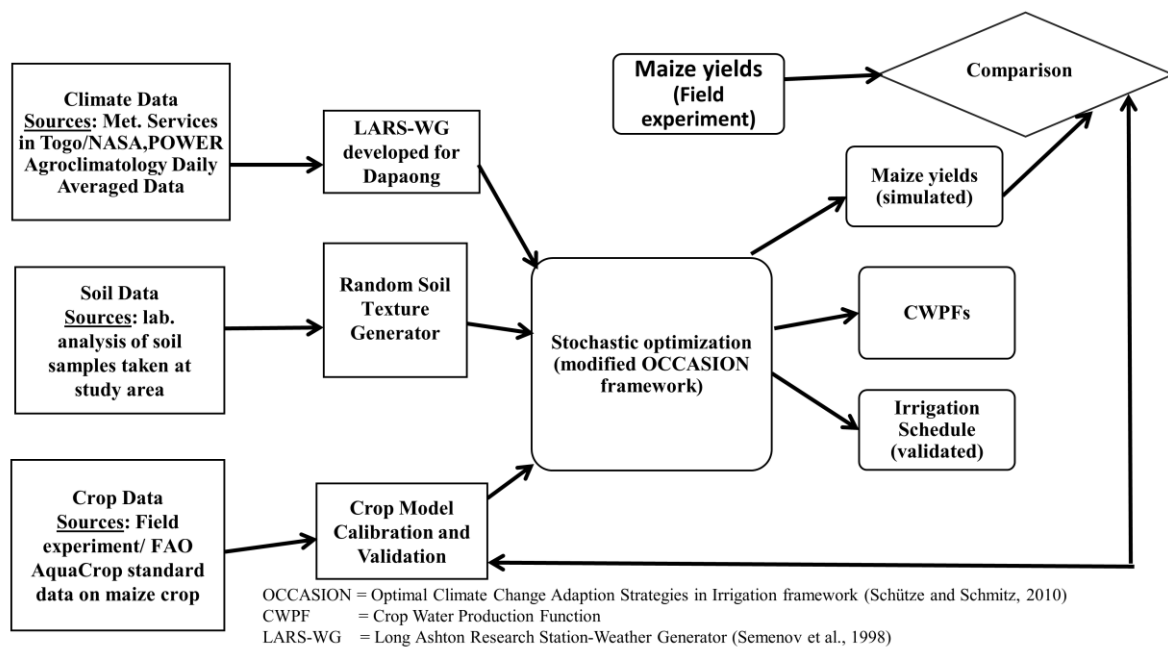 Climate Data
Sources: Met. Services
in Togo/NASA,POWER
Agroclimatology Daily
Averaged Data
LARS-WG
developed for
Dapaong
Maize yields
(Field
experiment)
Comparison
Maize yields
(simulated)
Soil Data
Sources: lab.
analysis of soil
samples taken at
study area
Random Soil
Texture
Generator
Stochastic optimization
(modified OCCASION
framework)
CWPFs
Irrigation
Schedule
(validated)
Crop Data
Sources: Field
experiment/ FAO
AquaCrop standard
data on maize crop
Crop Model
Calibration and
Validation
OCCASION = Optimal Climate Change Adaption Strategies in Irrigation framework (Schütze and Schmitz, 2010)
CWPF = Crop Water Production Function
LARS-WG = Long Ashton Research Station-Weather Generator (Semenov et al., 1998)